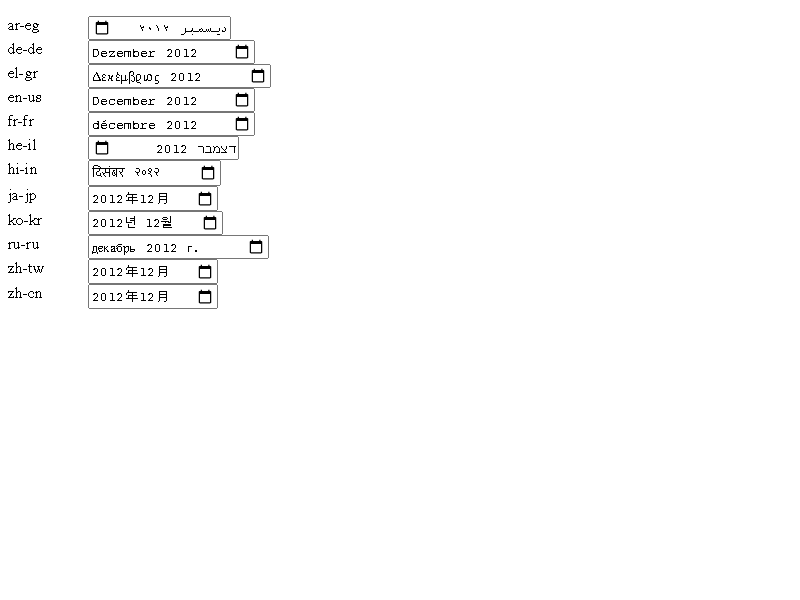 ar-eg ديسمبر ٢٠١٢
de-de Dezember 2012
el-gr Δεκέμβριος 2012
en-us December 2012
fr-fr décembre 2012
he-il דצמבר 2012
hi-in दिसंबर २०१२
ja-jp 2012年12月
ko-kr 2012년 12월
ru-ru декабрь 2012 г.
zh-tw 2012年12月
zh-cn 2012年12月